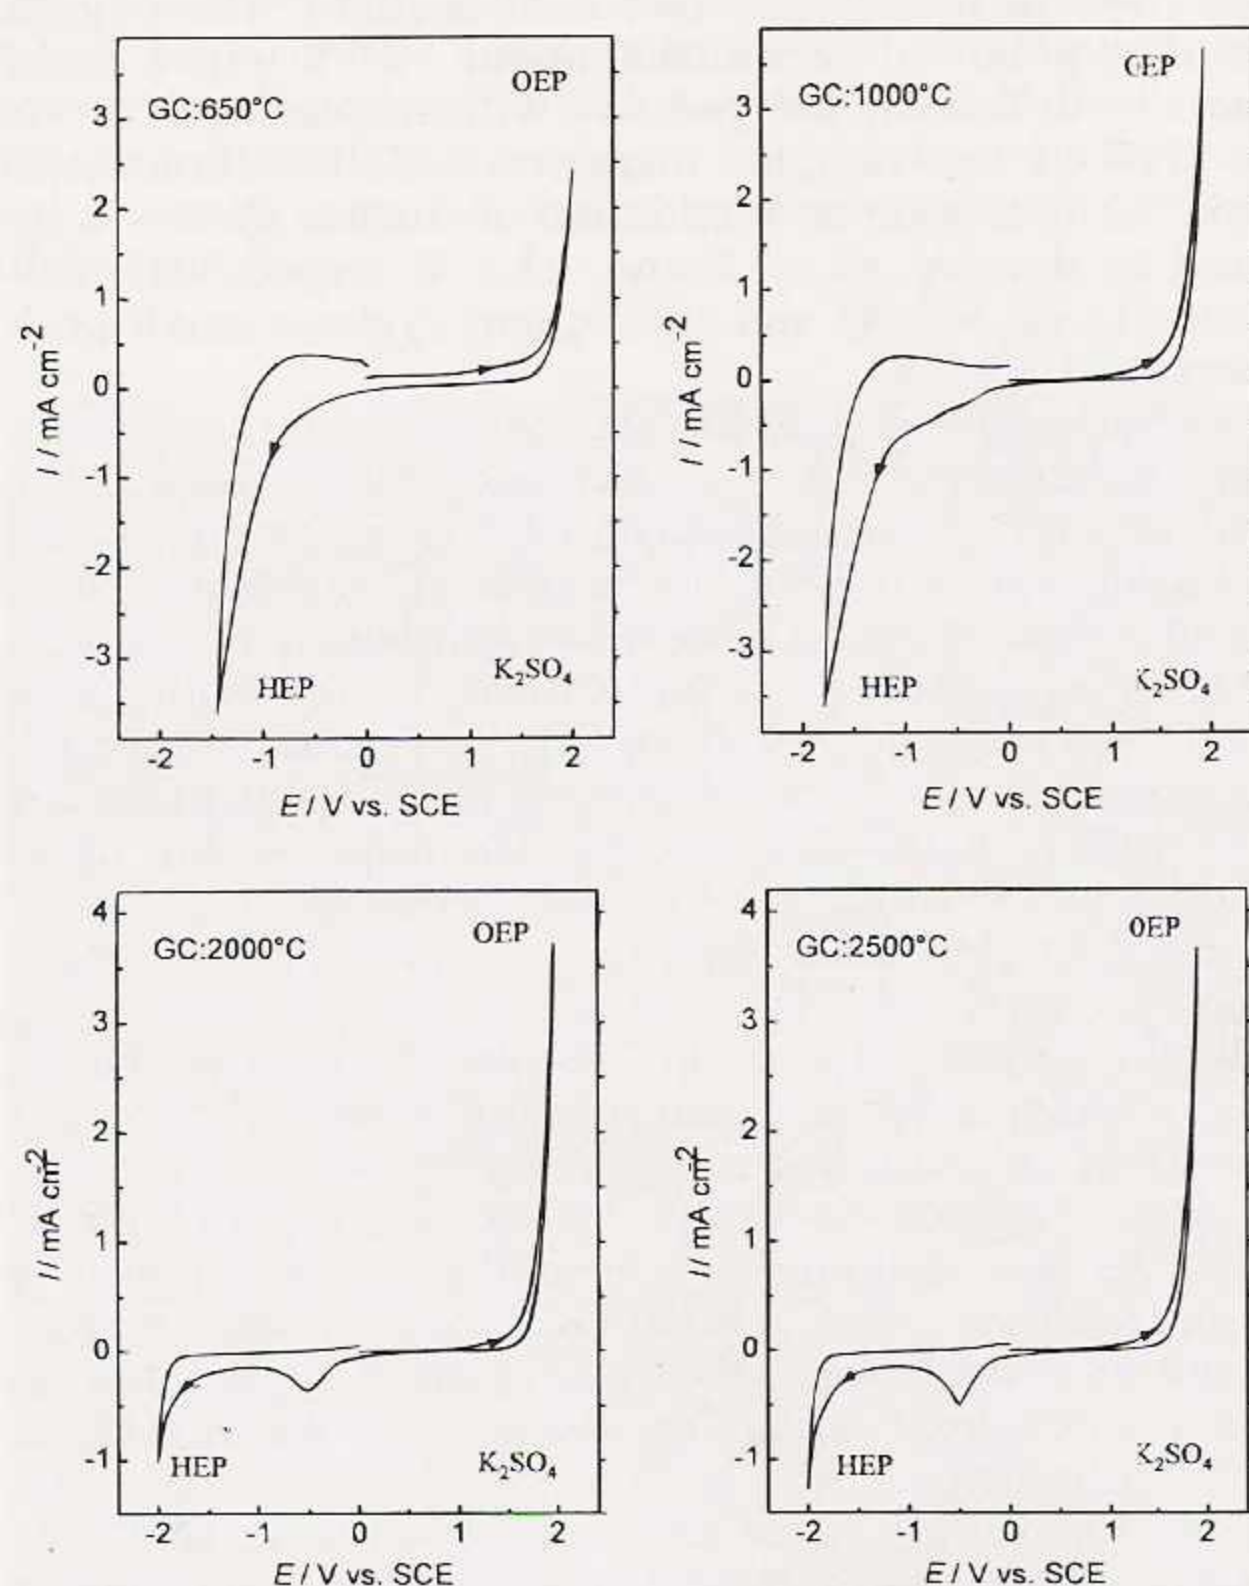 OEP
GC:650°C
3
2
1
0
-1
-2
-3
I / mA cm⁻²
HEP
K₂SO₄
-2 -1 0 1 2
E / V vs. SCE
0EP
GC:1000°C
3
2
1
0
-1
-2
-3
I / mA cm⁻²
HEP
K₂SO₄
-2 -1 0 1 2
E / V vs. SCE
4
OEP
GC:2000°C
3
2
1
0
-1
I / mA cm⁻²
HEP
K₂SO₄
-2 -1 0 1 2
E / V vs. SCE
4
0EP
GC:2500°C
3
2
1
0
-1
I / mA cm⁻²
HEP
K₂SO₄
-2 -1 0 1 2
E / V vs. SCE